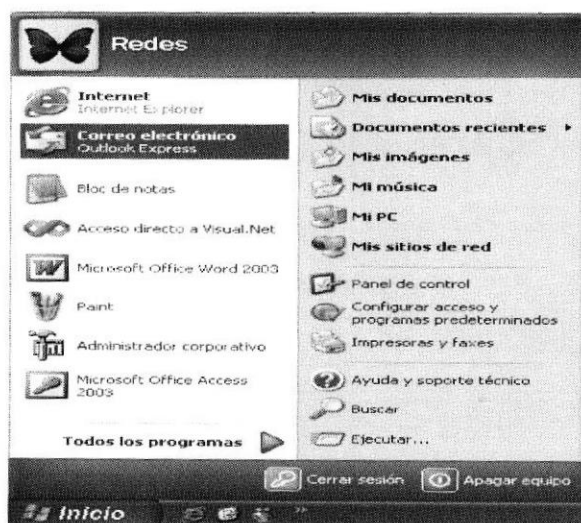 Redes
Internet
Internet Explorer
Correo electrónico
Outlook Express
Bloc de notas
Acceso directo a Visual.Net
Microsoft Office Word 2003
Paint
Administrador corporativo
Microsoft Office Access
2003
Todos los programas
Mis documentos
Documentos recientes
Mis imágenes
Mi música
Mi PC
Mis sitios de red
Panel de control
Configurar acceso y
programas predeterminados
Impresoras y faxes
Ayuda y soporte técnico
Buscar
Ejecutar...
Cerrar sesión
Apagar equipo
Inicio